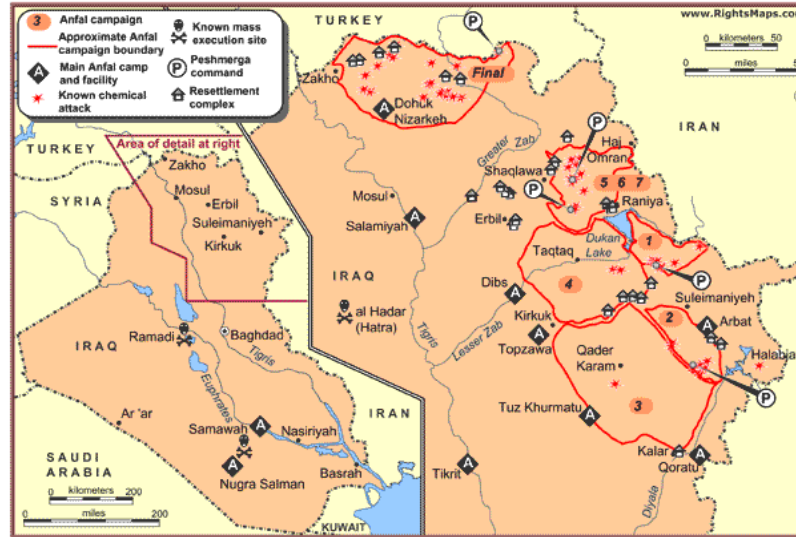 3 Anfal campaign
Approximate Anfal
campaign boundary
A Main Anfal camp
and facility
Known chemical
attack
Known mass
execution site
P Peshmerga
command
Resettlement
complex
www.RightsMaps.com
0 kilometers 50
0 miles
TURKEY
P
Zakho
Final
A Dohuk
Nizarkeh
IRAN
Greater
Zab
P
Haj
Omran
Shaqlawa
5 6 7
P
Raniya
Mosul
A
Salamiyah
Erbil
Dukan
Lake
1
Taqtaq
P
IRAQ
4
Dibs A
Suleimaniyeh
al Hadar
(Hatra)
Tigris
Lesser Zab
Kirkuk
A
Topzawa
2
A
Arbat
Qader
Karam
Halabja
P
3
Tuz Khurmatu A
Kalar
A
Qoratu
Tikrit A
Diyala
Area of detail at right
TURKEY
SYRIA
Zakho
Mosul
Erbil
Suleimaniyeh
Kirkuk
IRAQ
Ramadi
Baghdad
Tigris
Euphrates
IRAN
Ar 'ar
Samawah A
Nasiriyah
A
Nugra Salman
Basrah
SAUDI
ARABIA
0 kilometers 200
0 miles 200
KUWAIT